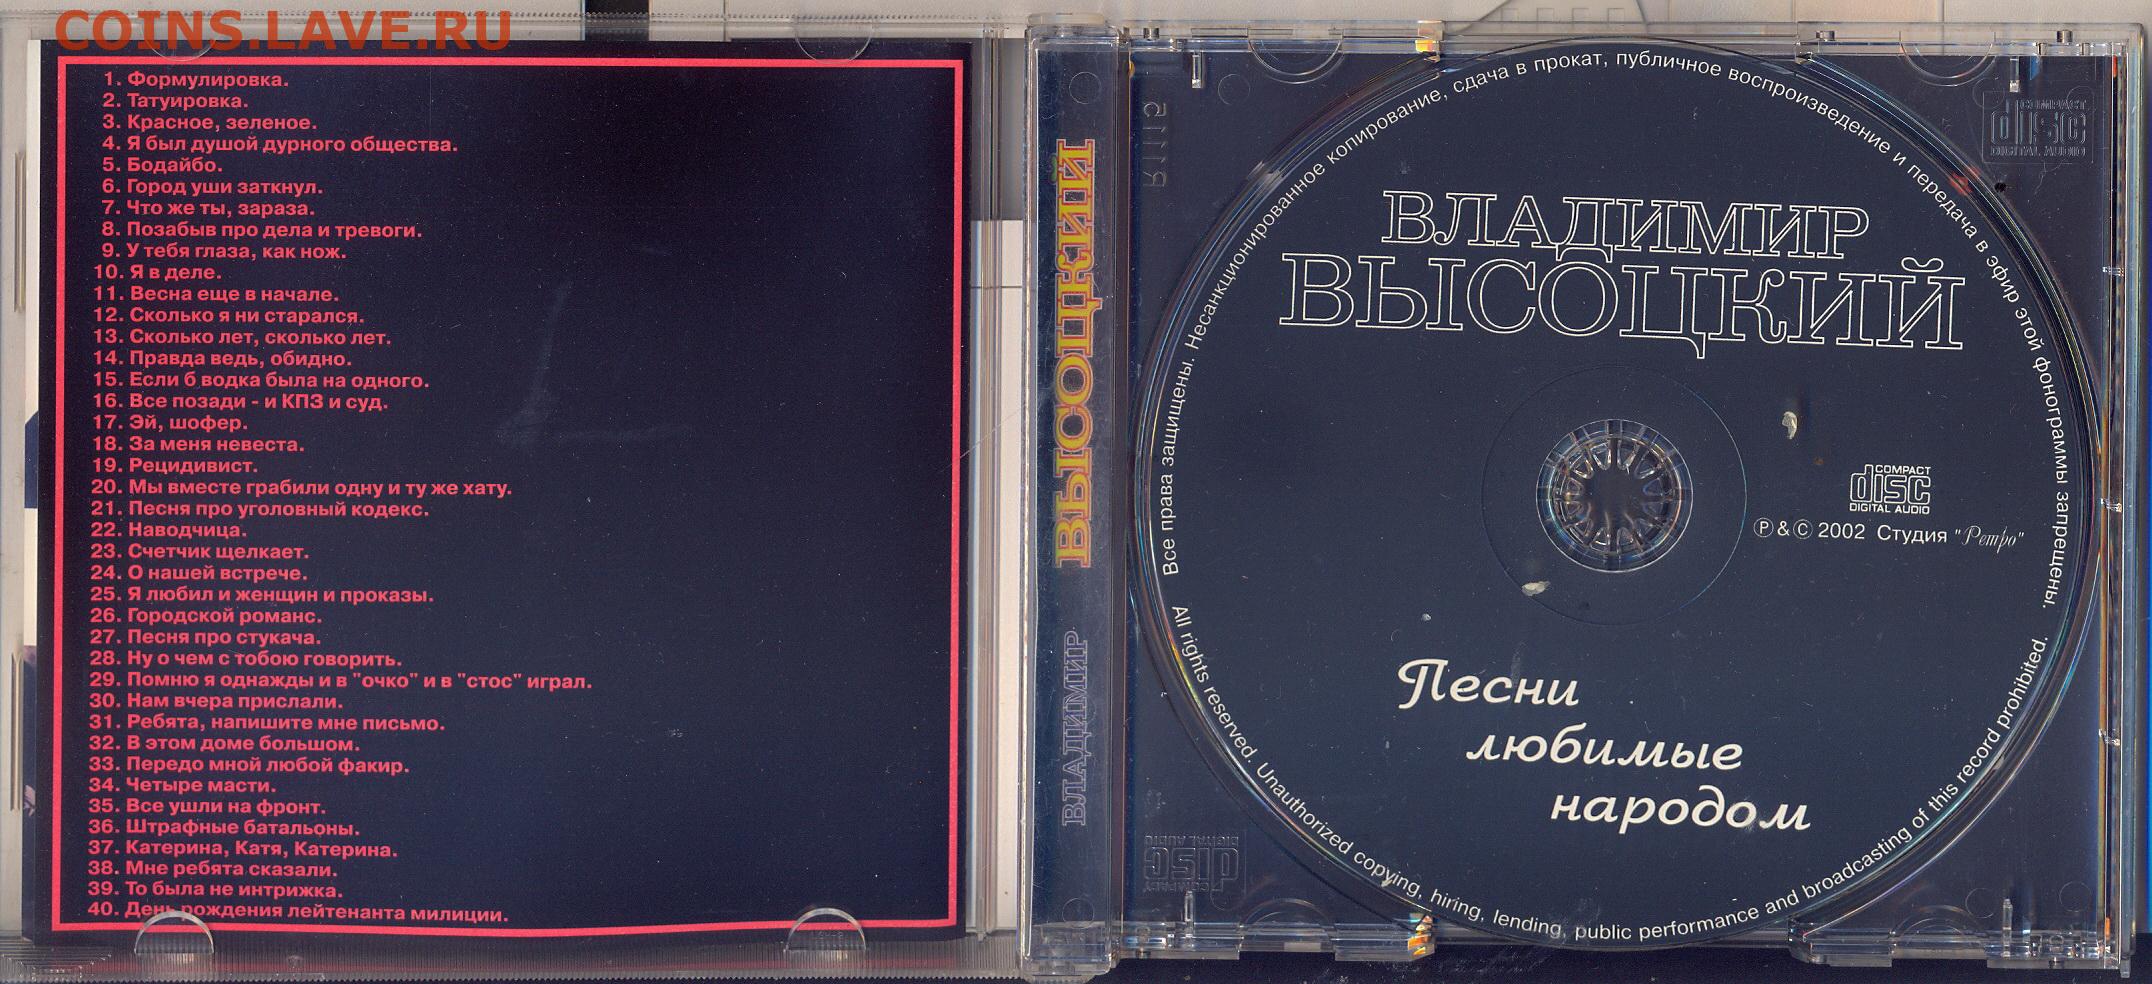 COINS.LAVE.RU
1. Формулировка.
2. Татуировка.
3. Красное, зеленое.
4. Я был душой дурного общества.
5. Бодайбо.
6. Город уши заткнул.
7. Что же ты, зараза.
8. Позабыв про дела и тревоги.
9. У тебя глаза, как нож.
10. Я в деле.
11. Весна еще в начале.
12. Сколько я ни старался.
13. Сколько лет, сколько лет.
14. Правда ведь, обидно.
15. Если б водка была на одного.
16. Все позади - и КПЗ и суд.
17. Эй, шофер.
18. За меня невеста.
19. Рецидивист.
20. Мы вместе грабили одну и ту же хату.
21. Песня про уголовный кодекс.
22. Наводчица.
23. Счетчик щелкает.
24. О нашей встрече.
25. Я любил и женщин и проказы.
26. Городской романс.
27. Песня про стукача.
28. Ну о чем с тобою говорить.
29. Помню я однажды и в "очко" и в "стос" играл.
30. Нам вчера прислали.
31. Ребята, напишите мне письмо.
32. В этом доме большом.
33. Передо мной любой факир.
34. Четыре масти.
35. Все ушли на фронт.
36. Штрафные батальоны.
37. Катерина, Катя, Катерина.
38. Мне ребята сказали.
39. То была не интрижка.
40. День рождения лейтенанта милиции.
ВЛАДИМИР ВЫСОЦКИЙ
Все права защищены. Несанкционированное копирование, сдача в прокат, публичное воспроизведение и передача в эфир этой фонограммы запрещены.
ВЛАДИМИР
ВЫСОЦКИЙ
COMPACT
disc
DIGITAL AUDIO
℗ & © 2002 Студия "Ретро"
Песни
любимые
народом
All rights reserved. Unauthorized copying, hiring, lending, public performance and broadcasting of this record prohibited.
COMPACT
disc
DIGITAL AUDIO
COMPACT
disc
DIGITAL AUDIO